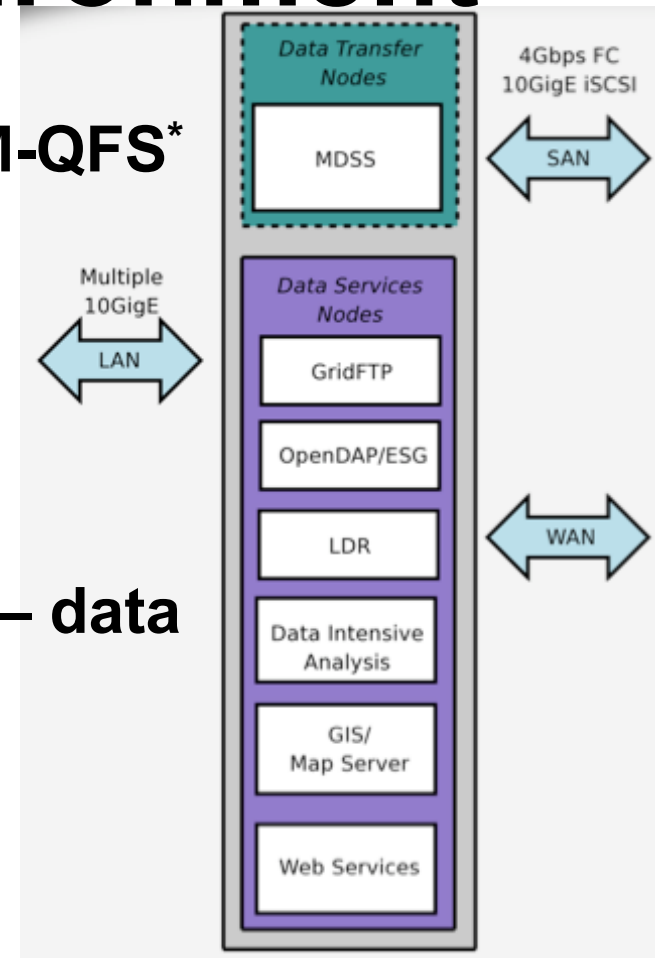 Data Transfer
Nodes
MDSS
4Gbps FC
10GigE iSCSI
SAN
-QFS*
Multiple
10GigE
LAN
Data Services
Nodes
GridFTP
OpenDAP/ESG
LDR
WAN
– data
Data Intensive
Analysis
GIS/
Map Server
Web Services